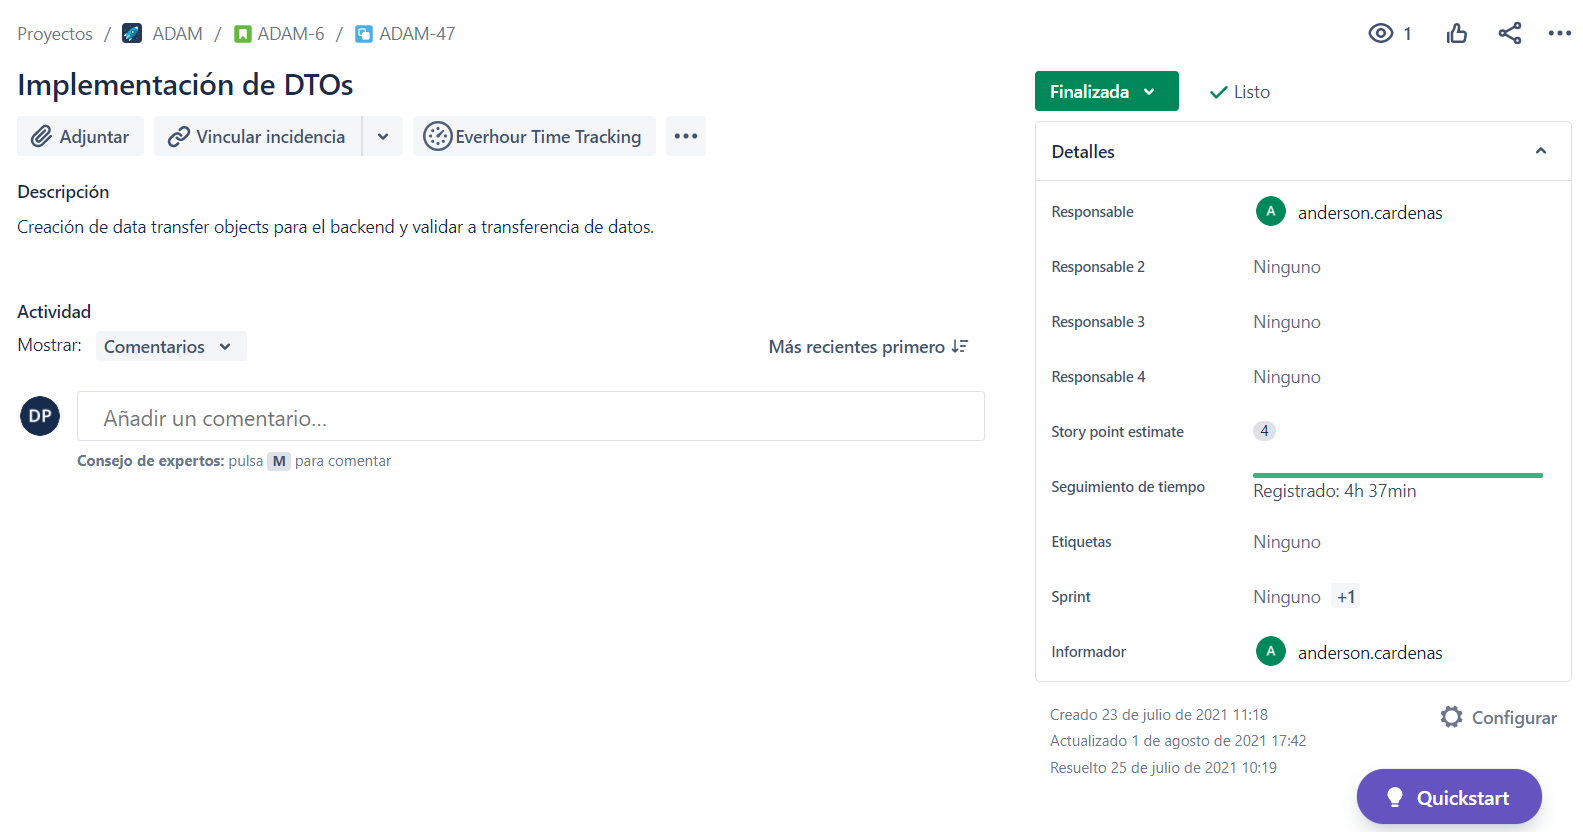 Proyectos / ADAM / ADAM-6 / ADAM-47
1
Implementación de DTOs
Adjuntar
Vincular incidencia
Everhour Time Tracking
Descripción
Creación de data transfer objects para el backend y validar a transferencia de datos.
Actividad
Mostrar: Comentarios
Más recientes primero
DP
Añadir un comentario...
Consejo de expertos: pulsa M para comentar
Finalizada
Listo
Detalles
Responsable A anderson.cardenas
Responsable 2 Ninguno
Responsable 3 Ninguno
Responsable 4 Ninguno
Story point estimate 4
Seguimiento de tiempo Registrado: 4h 37min
Etiquetas Ninguno
Sprint Ninguno +1
Informador A anderson.cardenas
Creado 23 de julio de 2021 11:18
Configurar
Actualizado 1 de agosto de 2021 17:42
Resuelto 25 de julio de 2021 10:19
Quickstart